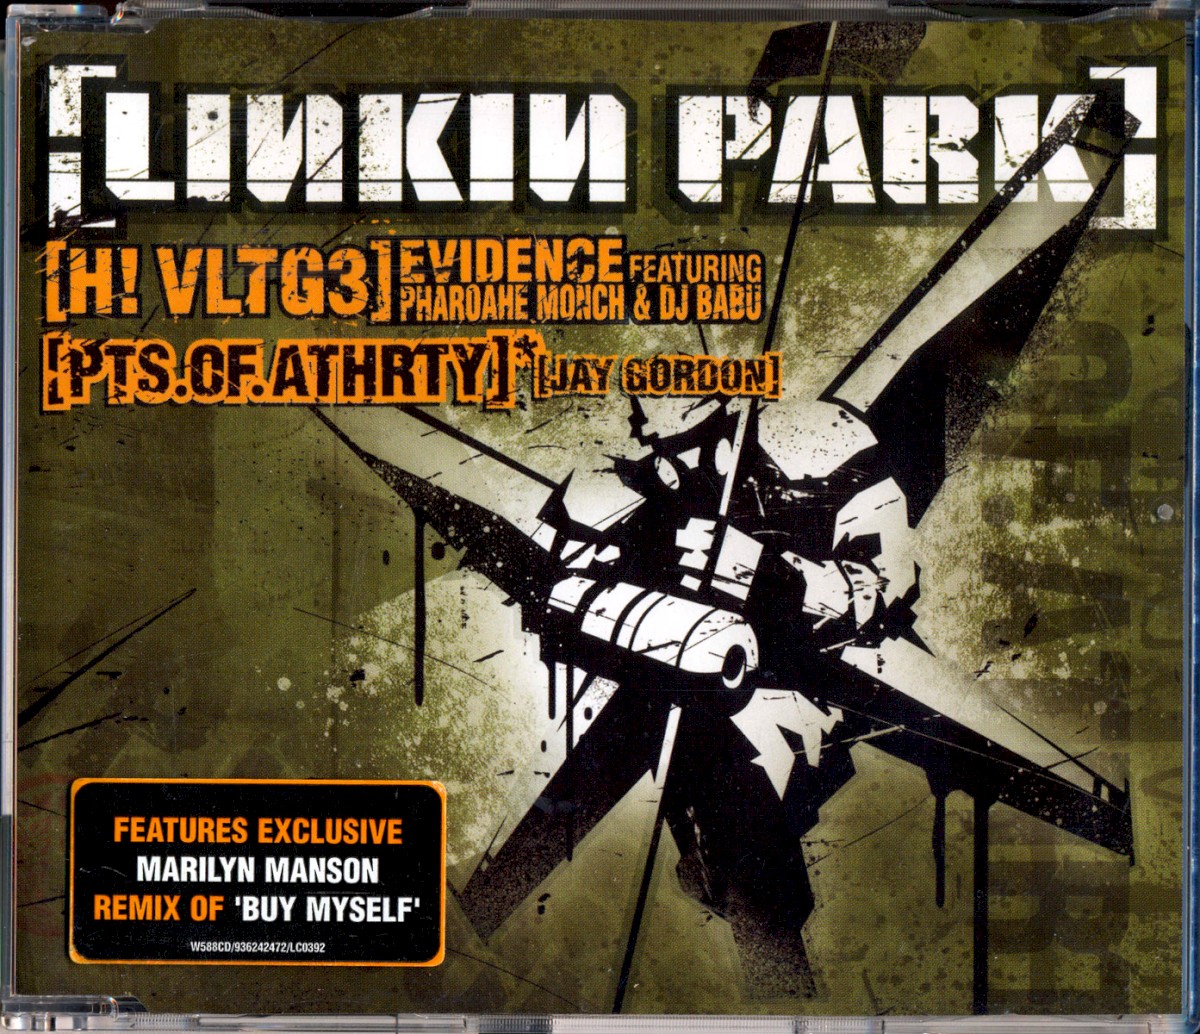 [LINKIN PARK]
[H! VLTG3] EVIDENCE FEATURING
PHAROAHE MONCH & DJ BABU
[PTS.OF.ATHRTY]* [JAY GORDON]
FEATURES EXCLUSIVE
MARILYN MANSON
REMIX OF 'BUY MYSELF'
W588CD/936242472/LC0392